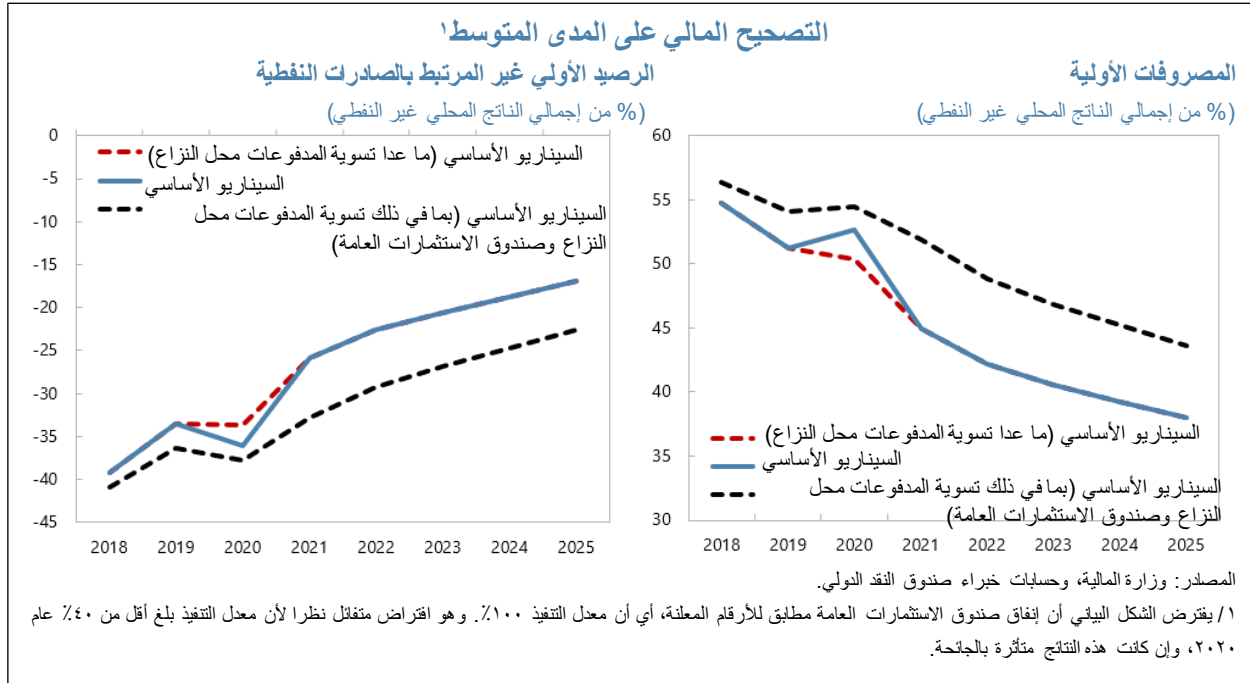 التصحيح المالي على المدى المتوسط١
المصروفات الأولية
(% من إجمالي الناتج المحلي غير النفطي)
60
55
50
45
40
35
30
السيناريو الأساسي (ما عدا تسوية المدفوعات محل النزاع)
السيناريو الأساسي
السيناريو الأساسي (بما في ذلك تسوية المدفوعات محل
النزاع وصندوق الاستثمارات العامة)
2018 2019 2020 2021 2022 2023 2024 2025
الرصيد الأولي غير المرتبط بالصادرات النفطية
(% من إجمالي الناتج المحلي غير النفطي)
0
-5
-10
-15
-20
-25
-30
-35
-40
-45
السيناريو الأساسي (ما عدا تسوية المدفوعات محل النزاع)
السيناريو الأساسي
السيناريو الأساسي (بما في ذلك تسوية المدفوعات محل
النزاع وصندوق الاستثمارات العامة)
2018 2019 2020 2021 2022 2023 2024 2025
المصادر: وزارة المالية، وحسابات خبراء صندوق النقد الدولي.
١/ يفترض الشكل البياني أن إنفاق صندوق الاستثمارات العامة مطابق للأرقام المعلنة، أي أن معدل التنفيذ ١٠٠٪. وهو افتراض متفائل نظرا لأن معدل التنفيذ بلغ أقل من ٤٠٪ عام
٢٠٢٠، وإن كانت هذه النتائج متأثرة بالجائحة.